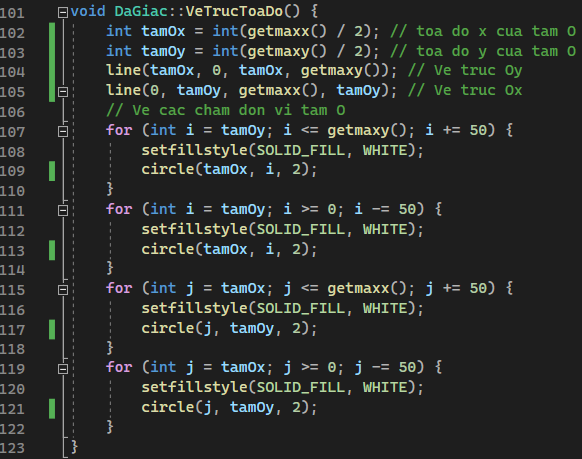 101 void DaGiac::VeTrucToaDo() {
102     int tamOx = int(getmaxx() / 2); // toa do x cua tam O
103     int tamOy = int(getmaxy() / 2); // toa do y cua tam O
104     line(tamOx, 0, tamOx, getmaxy()); // Ve truc Oy
105     line(0, tamOy, getmaxx(), tamOy); // Ve truc Ox
106     // Ve cac cham don vi tam O
107     for (int i = tamOy; i <= getmaxy(); i += 50) {
108         setfillstyle(SOLID_FILL, WHITE);
109         circle(tamOx, i, 2);
110     }
111     for (int i = tamOy; i >= 0; i -= 50) {
112         setfillstyle(SOLID_FILL, WHITE);
113         circle(tamOx, i, 2);
114     }
115     for (int j = tamOx; j <= getmaxx(); j += 50) {
116         setfillstyle(SOLID_FILL, WHITE);
117         circle(j, tamOy, 2);
118     }
119     for (int j = tamOx; j >= 0; j -= 50) {
120         setfillstyle(SOLID_FILL, WHITE);
121         circle(j, tamOy, 2);
122     }
123 }